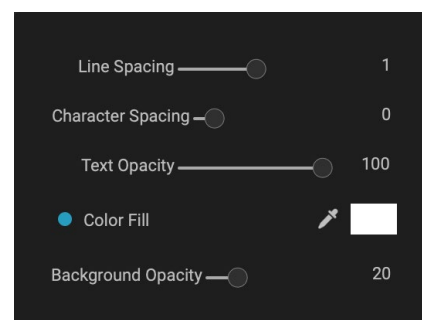 Line Spacing 1
Character Spacing 0
Text Opacity 100
Color Fill
Background Opacity 20